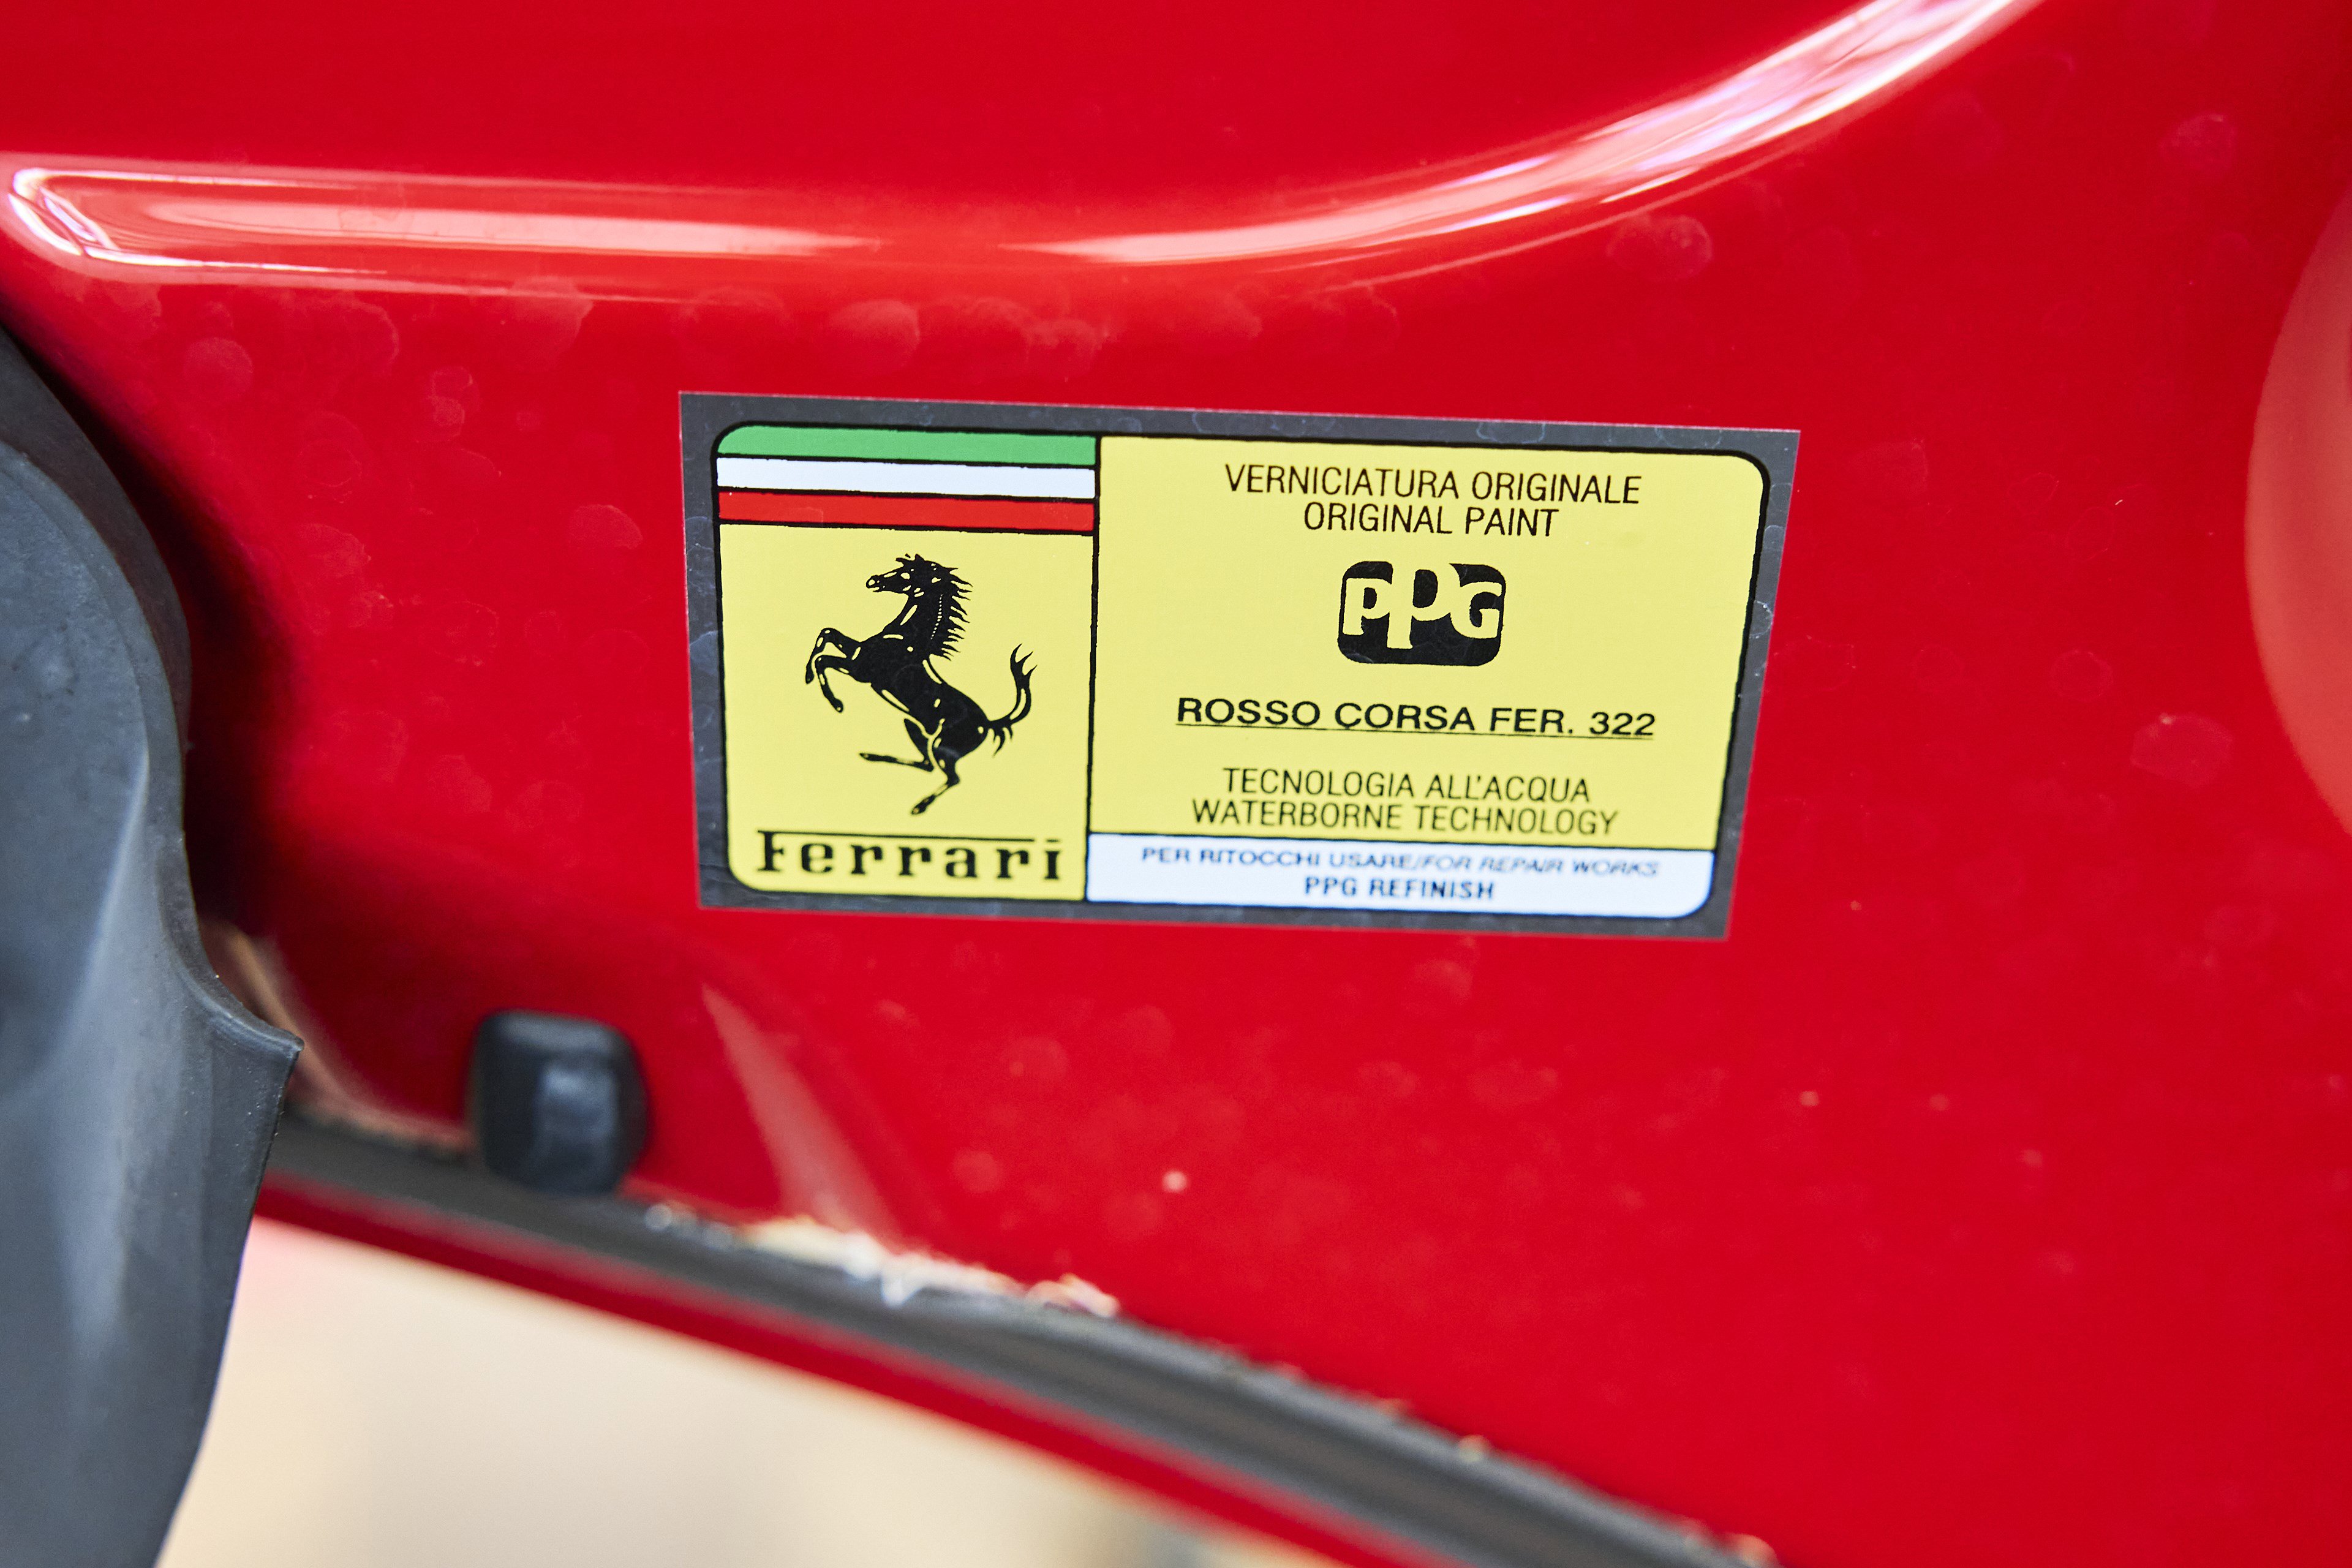 VERNICIATURA ORIGINALE
ORIGINAL PAINT
PPG
ROSSO CORSA FER. 322
TECNOLOGIA ALL'ACQUA
WATERBORNE TECHNOLOGY
PER RITOCCHI USARE/FOR REPAIR WORKS
PPG REFINISH
Ferrari